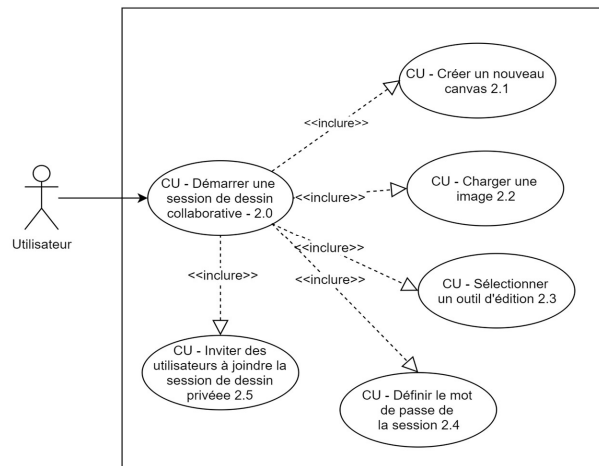 CU - Créer un nouveau
canvas 2.1
<<inclure>>
CU - Démarrer une
session de dessin
collaborative - 2.0
<<inclure>>
CU - Charger une
image 2.2
Utilisateur
<<inclure>>
<<inclure>>
<<inclure>>
CU - Sélectionner
un outil d'édition 2.3
CU - Inviter des
utilisateurs à joindre la
session de dessin
privéee 2.5
CU - Définir le mot
de passe de
la session 2.4